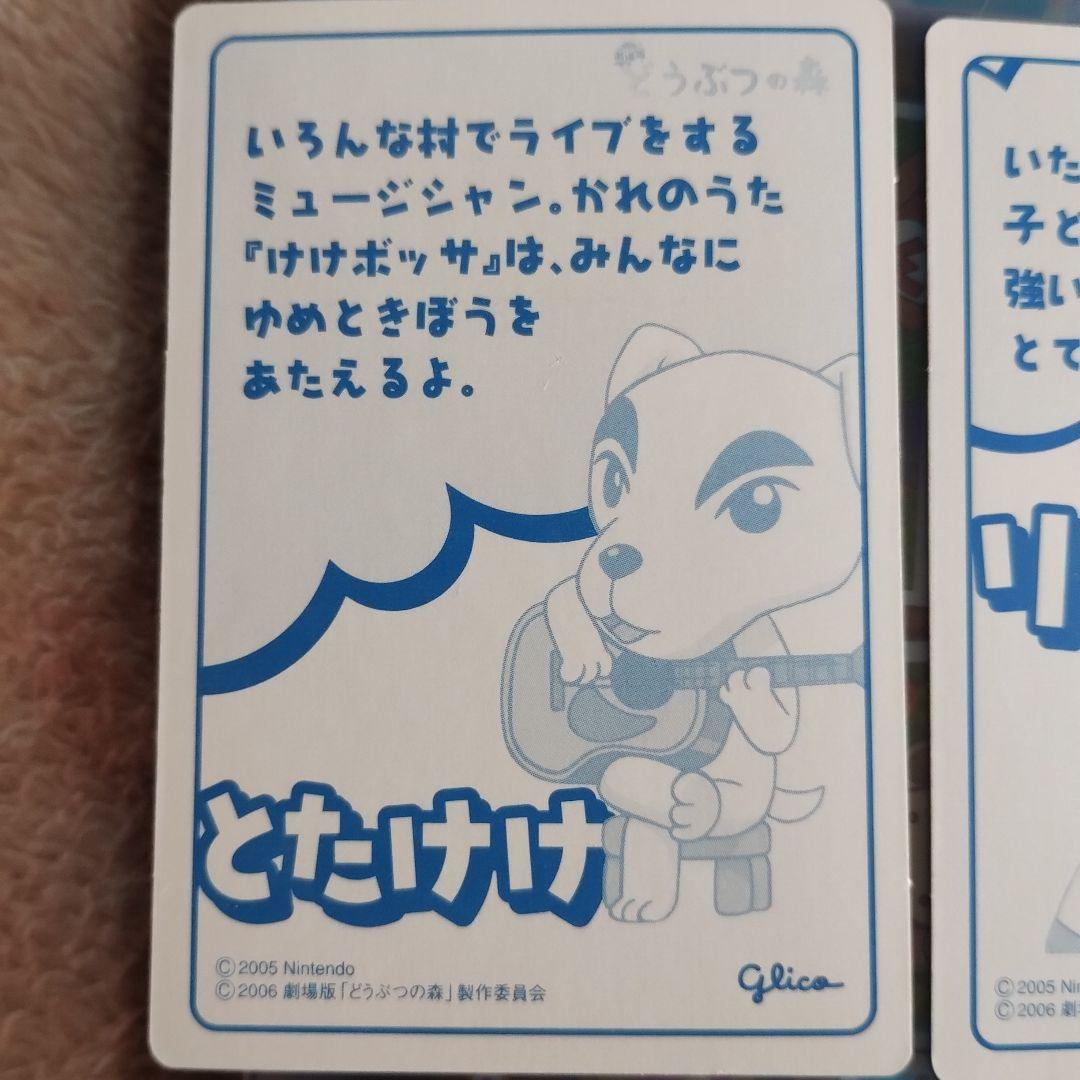 どうぶつの森
いろんな村でライブをする
ミュージシャン。かれのうた
『けけボッサ』は、みんなに
ゆめときぼうを
あたえるよ。
とたけけ
©2005 Nintendo
©2006 劇場版「どうぶつの森」製作委員会
Glico
いた
子と
強い
とて
リ
©2005 Nin
©2006 劇